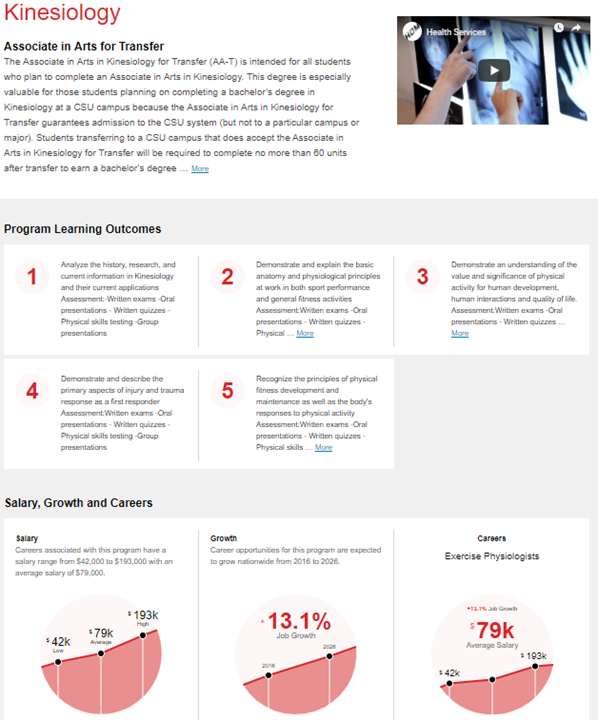 Kinesiology
Health Services
Associate in Arts for Transfer
The Associate in Arts in Kinesiology for Transfer (AA-T) is intended for all students
who plan to complete an Associate in Arts in Kinesiology. This degree is especially
valuable for those students planning on completing a bachelor's degree in
Kinesiology at a CSU campus because the Associate in Arts in Kinesiology for
Transfer guarantees admission to the CSU system (but not to a particular campus or
major). Students transferring to a CSU campus that does accept the Associate in
Arts in Kinesiology for Transfer will be required to complete no more than 60 units
after transfer to earn a bachelor's degree ... More
Program Learning Outcomes
1
Analyze the history, research, and
current information in Kinesiology
and their current applications
Assessment:-Written exams -Oral
presentations - Written quizzes -
Physical skills testing -Group
presentations
2
Demonstrate and explain the basic
anatomy and physiological principles
at work in both sport performance
and general fitness activities
Assessment:Written exams -Oral
presentations - Written quizzes -
Physical ... More
3
Demonstrate an understanding of the
value and significance of physical
activity for human development,
human interactions and quality of life.
Assessment:Written exams -Oral
presentations - Written quizzes ...
More
4
Demonstrate and describe the
primary aspects of injury and trauma
response as a first responder
Assessment:Written exams -Oral
presentations - Written quizzes -
Physical skills testing -Group
presentations
5
Recognize the principles of physical
fitness development and
maintenance as well as the body's
responses to physical activity
Assessment:Written exams -Oral
presentations - Written quizzes -
Physical skills ... More
Salary, Growth and Careers
Salary
Careers associated with this program have a
salary range from $42,000 to $193,000 with an
average salary of $79,000.
$ 193k
High
$ 79k
Average
$ 42k
Low
Growth
Career opportunities for this program are expected
to grow nationwide from 2016 to 2026.
+ 13.1%
Job Growth
2026
2016
Careers
Exercise Physiologists
+13.1% Job Growth
$ 79k
Average Salary
$ 193k
$ 42k